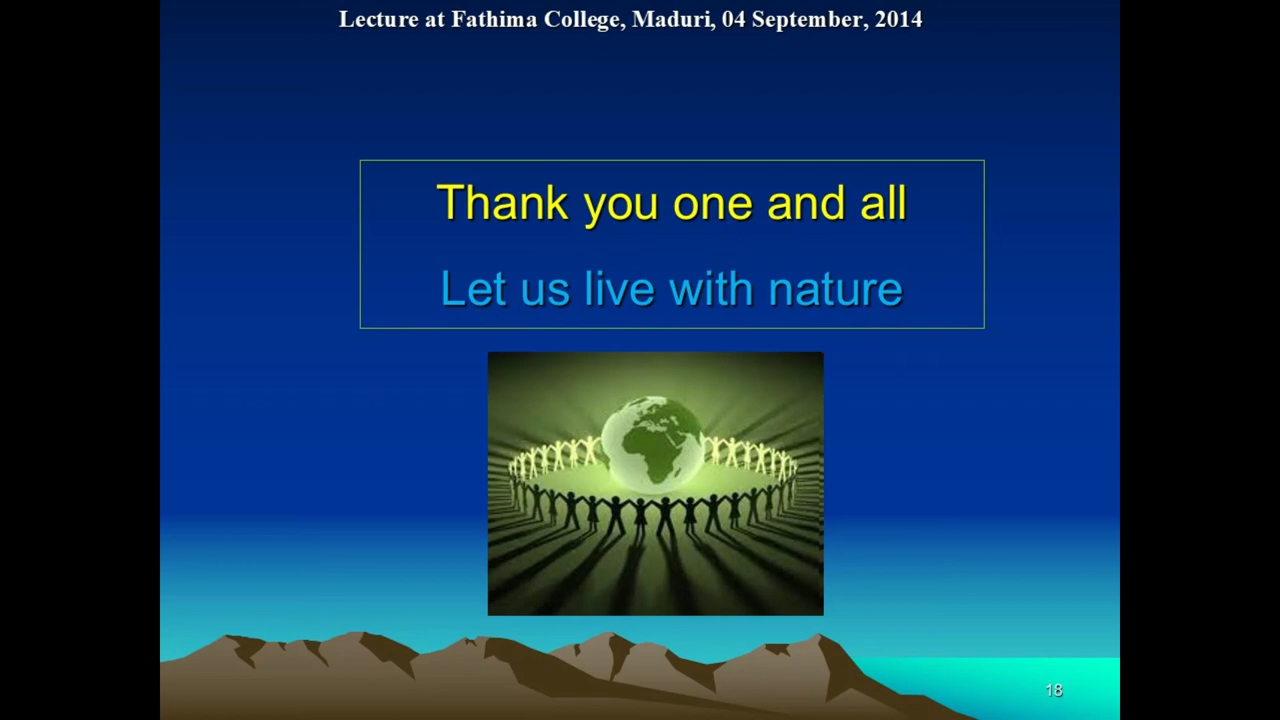 Lecture at Fathima College, Maduri, 04 September, 2014
Thank you one and all
Let us live with nature
18